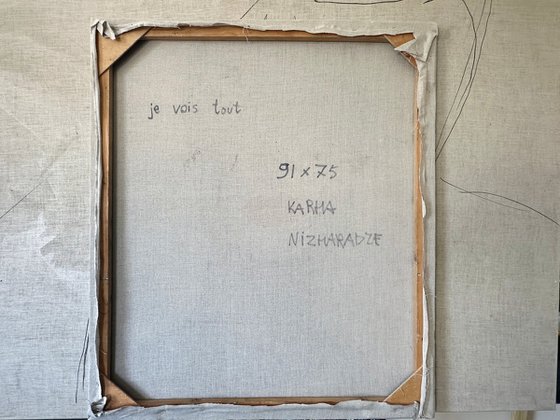 je vois tout
91 x 75
KARMA
NIZHARADZE